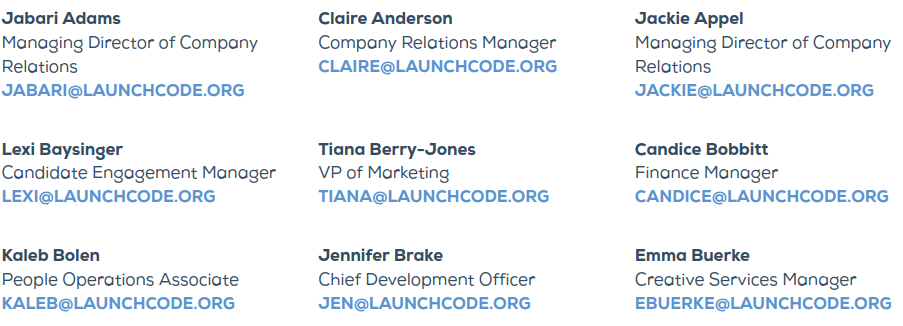 Jabari Adams
Managing Director of Company
Relations
JABARI@LAUNCHCODE.ORG
Claire Anderson
Company Relations Manager
CLAIRE@LAUNCHCODE.ORG
Jackie Appel
Managing Director of Company
Relations
JACKIE@LAUNCHCODE.ORG
Lexi Baysinger
Candidate Engagement Manager
LEXI@LAUNCHCODE.ORG
Tiana Berry-Jones
VP of Marketing
TIANA@LAUNCHCODE.ORG
Candice Bobbitt
Finance Manager
CANDICE@LAUNCHCODE.ORG
Kaleb Bolen
People Operations Associate
KALEB@LAUNCHCODE.ORG
Jennifer Brake
Chief Development Officer
JEN@LAUNCHCODE.ORG
Emma Buerke
Creative Services Manager
EBUERKE@LAUNCHCODE.ORG